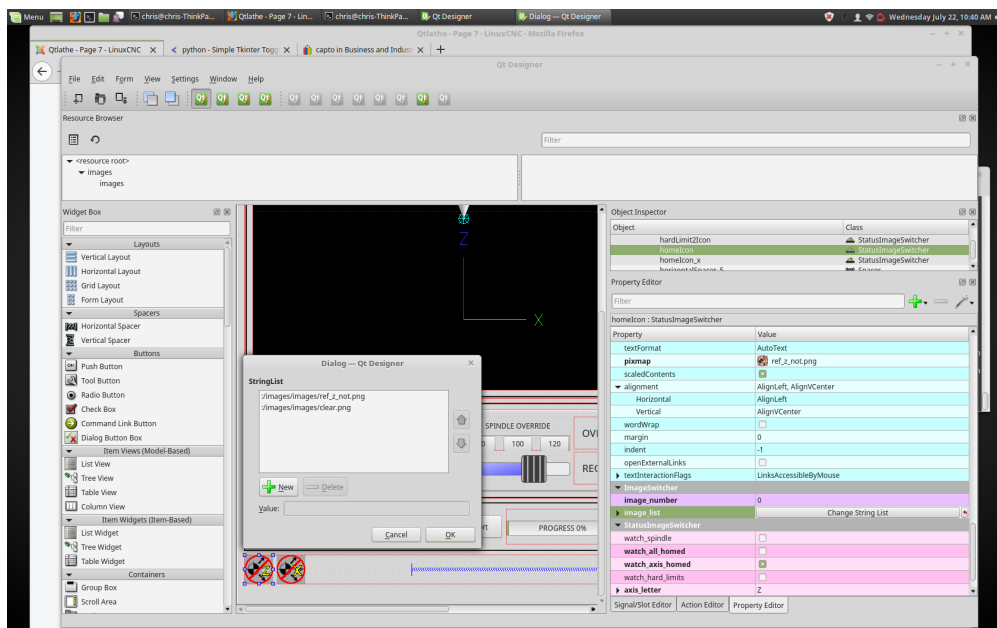 Menu
chris@chris-ThinkPa...
Qtlathe - Page 7 - Lin...
chris@chris-ThinkPa...
Qt Designer
Dialog — Qt Designer
Wednesday July 22, 10:40 AM
Qtlathe - Page 7 - LinuxCNC - Mozilla Firefox
Qtlathe - Page 7 - LinuxCNC
python - Simple Tkinter Togg
capto in Business and Indust
Qt Designer
File Edit Form View Settings Window Help
Resource Browser
Filter
<resource root>
images
images
Widget Box
Filter
Layouts
Vertical Layout
Horizontal Layout
Grid Layout
Form Layout
Spacers
Horizontal Spacer
Vertical Spacer
Buttons
Push Button
Tool Button
Radio Button
Check Box
Command Link Button
Dialog Button Box
Item Views (Model-Based)
List View
Tree View
Table View
Column View
Item Widgets (Item-Based)
List Widget
Tree Widget
Table Widget
Containers
Group Box
Scroll Area
Z
X
Dialog — Qt Designer
StringList
:/images/images/ref_z_not.png
:/images/images/clear.png
New
Delete
Value:
Cancel
OK
SPINDLE OVERRIDE
100 120
OVI
REC
rt
PROGRESS 0%
Z
X
Object Inspector
Object Class
hardLimit2Icon StatusImageSwitcher
homeIcon StatusImageSwitcher
homeIcon_x StatusImageSwitcher
horizontalSpacer_5 Spacer
Property Editor
Filter
homeIcon : StatusImageSwitcher
Property Value
textFormat AutoText
pixmap ref_z_not.png
scaledContents
alignment AlignLeft, AlignVCenter
Horizontal AlignLeft
Vertical AlignVCenter
wordWrap
margin 0
indent -1
openExternalLinks
textInteractionFlags LinksAccessibleByMouse
ImageSwitcher
image_number 0
image_list Change String List
StatusImageSwitcher
watch_spindle
watch_all_homed
watch_axis_homed
watch_hard_limits
axis_letter Z
Signal/Slot Editor Action Editor Property Editor